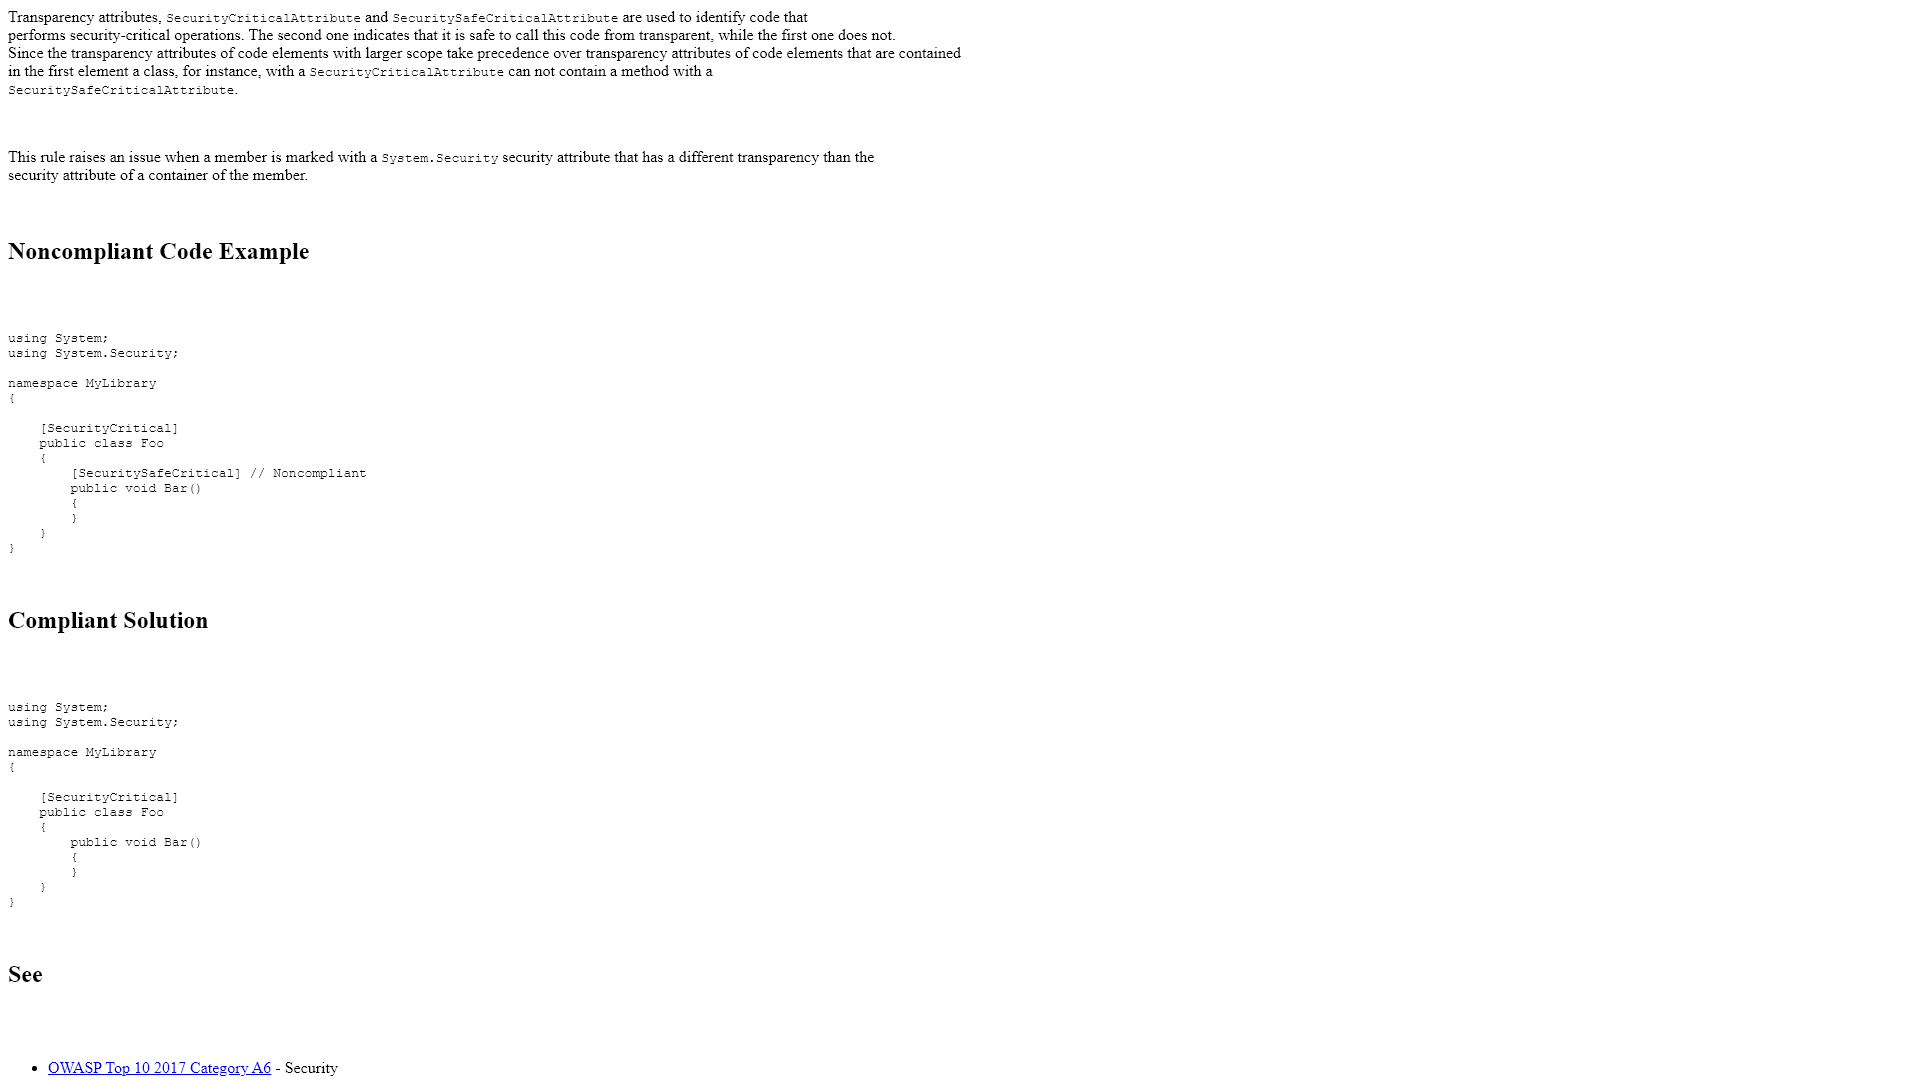 Transparency attributes, SecurityCriticalAttribute and SecuritySafeCriticalAttribute are used to identify code that
performs security-critical operations. The second one indicates that it is safe to call this code from transparent, while the first one does not.
Since the transparency attributes of code elements with larger scope take precedence over transparency attributes of code elements that are contained
in the first element a class, for instance, with a SecurityCriticalAttribute can not contain a method with a
SecuritySafeCriticalAttribute.
This rule raises an issue when a member is marked with a System.Security security attribute that has a different transparency than the
security attribute of a container of the member.
Noncompliant Code Example
using System;
using System.Security;
namespace MyLibrary
{
    [SecurityCritical]
    public class Foo
    {
        [SecuritySafeCritical] // Noncompliant
        public void Bar()
        {
        }
    }
}
Compliant Solution
using System;
using System.Security;
namespace MyLibrary
{
    [SecurityCritical]
    public class Foo
    {
        public void Bar()
        {
        }
    }
}
See
• OWASP Top 10 2017 Category A6 - Security